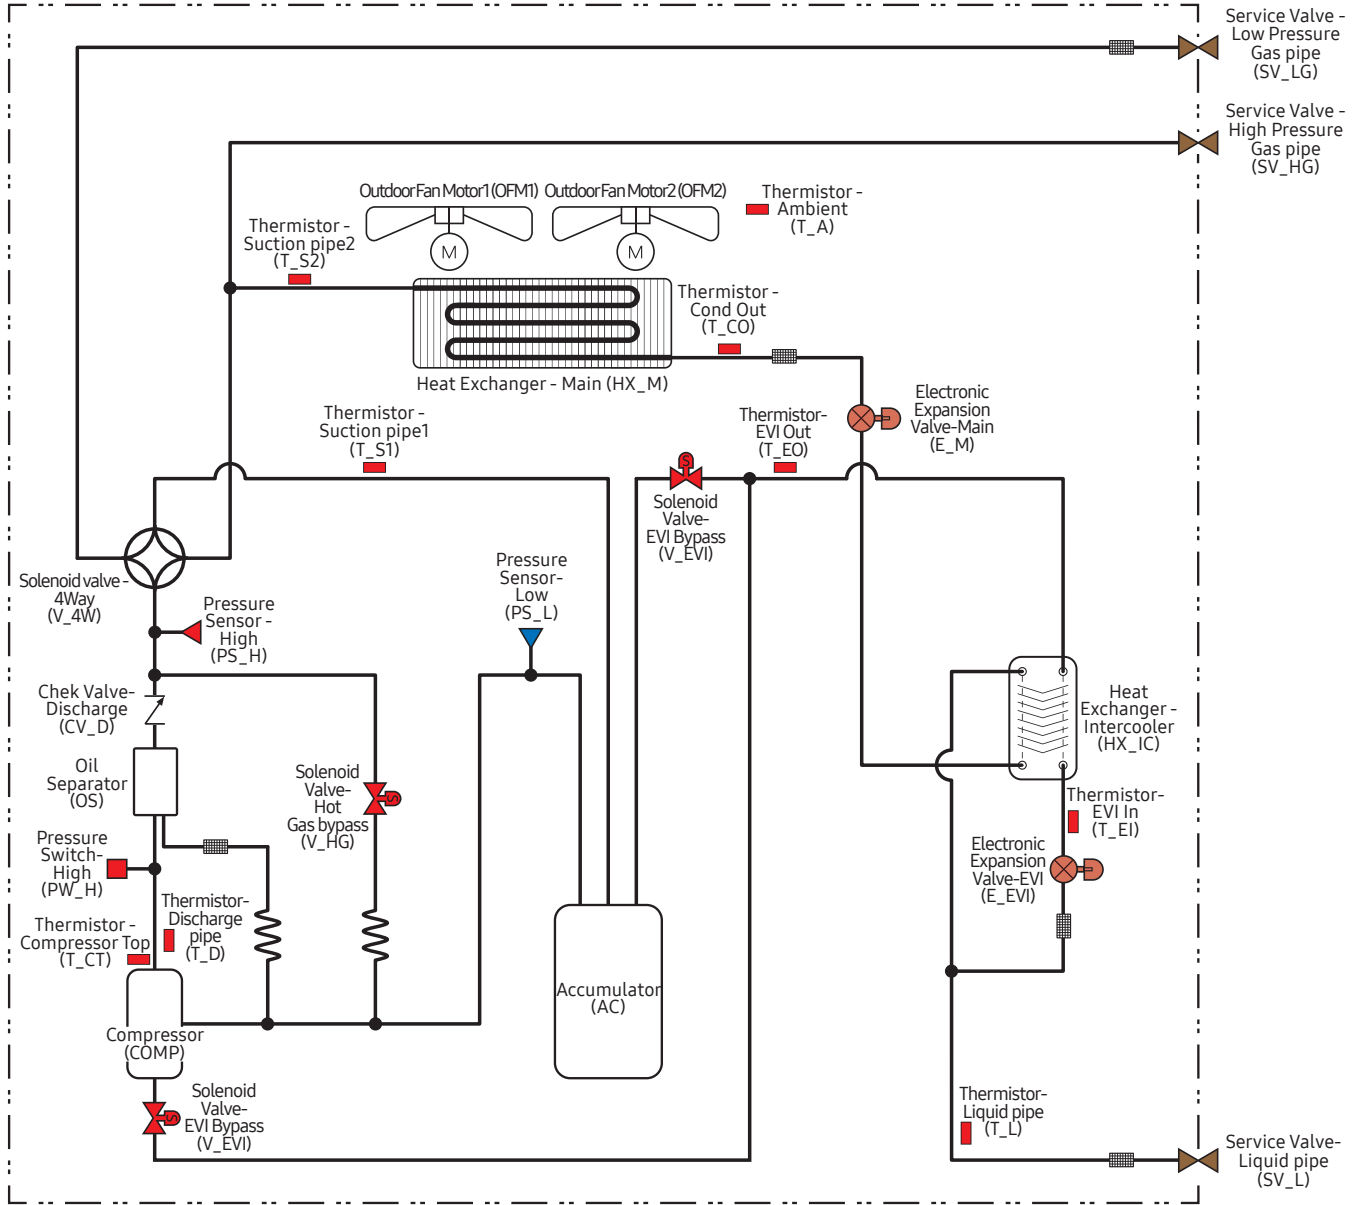 Service Valve -
Low Pressure
Gas pipe
(SV_LG)
Service Valve -
High Pressure
Gas pipe
(SV_HG)
OutdoorFan Motor1 (OFM1)
OutdoorFan Motor2 (OFM2)
Thermistor -
Ambient
(T_A)
M
M
Thermistor -
Suction pipe2
(T_S2)
Thermistor -
Cond Out
(T_CO)
Heat Exchanger - Main (HX_M)
Electronic
Expansion
Valve-Main
(E_M)
Thermistor -
Suction pipe1
(T_S1)
Thermistor-
EVI Out
(T_EO)
S
Solenoid
Valve-
EVI Bypass
(V_EVI)
Solenoid valve -
4Way
(V_4W)
Pressure
Sensor-
Low
(PS_L)
Pressure
Sensor -
High
(PS_H)
Chek Valve-
Discharge
(CV_D)
Heat
Exchanger -
Intercooler
(HX_IC)
Oil
Separator
(OS)
Solenoid
Valve-
Hot
Gas bypass
(V_HG)
S
Thermistor-
EVI In
(T_EI)
Pressure
Switch-
High
(PW_H)
Electronic
Expansion
Valve-EVI
(E_EVI)
Thermistor-
Discharge
pipe
(T_D)
Thermistor -
Compressor Top
(T_CT)
Accumulator
(AC)
Compressor
(COMP)
S
Solenoid
Valve-
EVI Bypass
(V_EVI)
Thermistor-
Liquid pipe
(T_L)
Service Valve-
Liquid pipe
(SV_L)